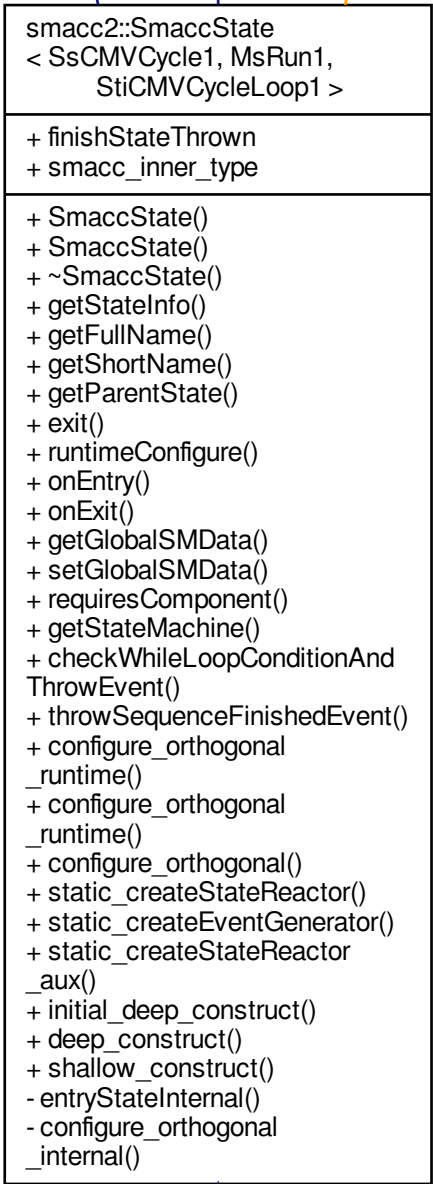 smacc2::SmaccState
< SsCMVCycle1, MsRun1,
StiCMVCycleLoop1 >
+ finishStateThrown
+ smacc_inner_type
+ SmaccState()
+ SmaccState()
+ ~SmaccState()
+ getStateInfo()
+ getFullName()
+ getShortName()
+ getParentState()
+ exit()
+ runtimeConfigure()
+ onEntry()
+ onExit()
+ getGlobalSMData()
+ setGlobalSMData()
+ requiresComponent()
+ getStateMachine()
+ checkWhileLoopConditionAnd
ThrowEvent()
+ throwSequenceFinishedEvent()
+ configure_orthogonal
_runtime()
+ configure_orthogonal
_runtime()
+ configure_orthogonal()
+ static_createStateReactor()
+ static_createEventGenerator()
+ static_createStateReactor
_aux()
+ initial_deep_construct()
+ deep_construct()
+ shallow_construct()
- entryStateInternal()
- configure_orthogonal
_internal()